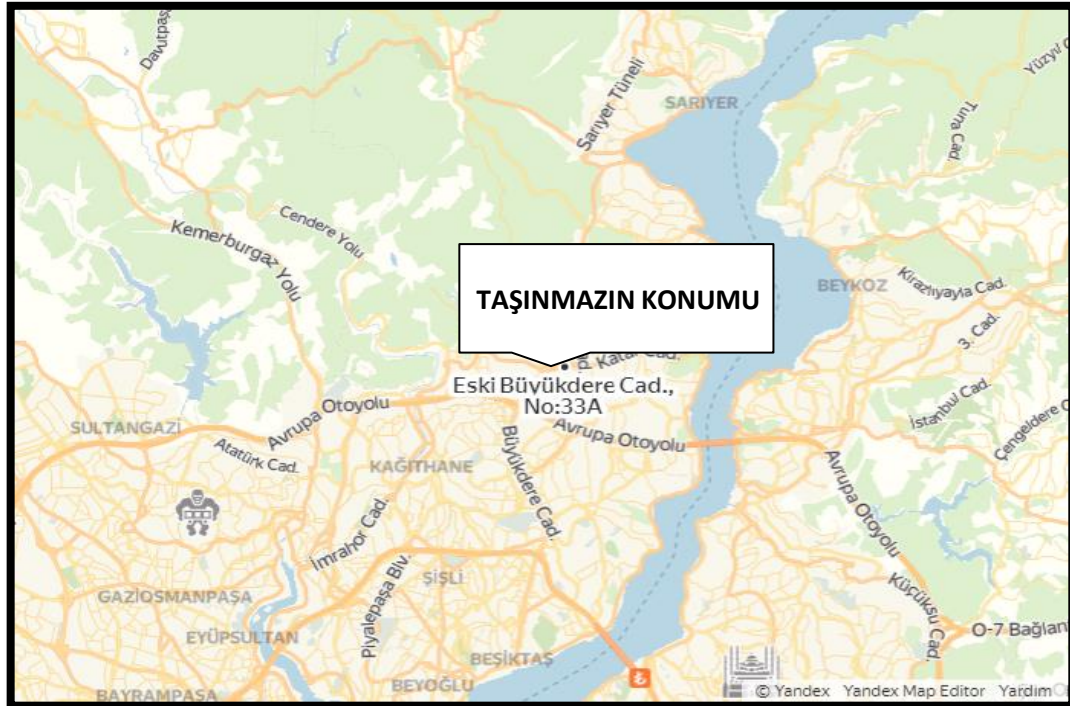 Davutpaşa
Yüzyıl
Sarıyer Tüneli
SARIYER
Tuna Cad.
Cendere Yolu
Kemerburgaz Yolu
BEYKOZ
Kirazlıyayla Cad.
TAŞINMAZIN KONUMU
3. Cad.
Katar Cad.
Eski Büyükdere Cad.,
No:33A
Avrupa Otoyolu
İstanbul Cad.
Çengeldere
SULTANGAZİ
Atatürk Cad.
Büyükdere Cad.
Avrupa Otoyolu
KAĞITHANE
Avrupa Otoyolu
İmrahor Cad.
Piyalepaşa Blv.
ŞİŞLİ
Küçüksu Cad.
GAZİOSMANPAŞA
EYÜPSULTAN
O-7 Bağlan
BEŞİKTAŞ
BEYOĞLU
BAYRAMPAŞA
© Yandex Yandex Map Editor Yardım